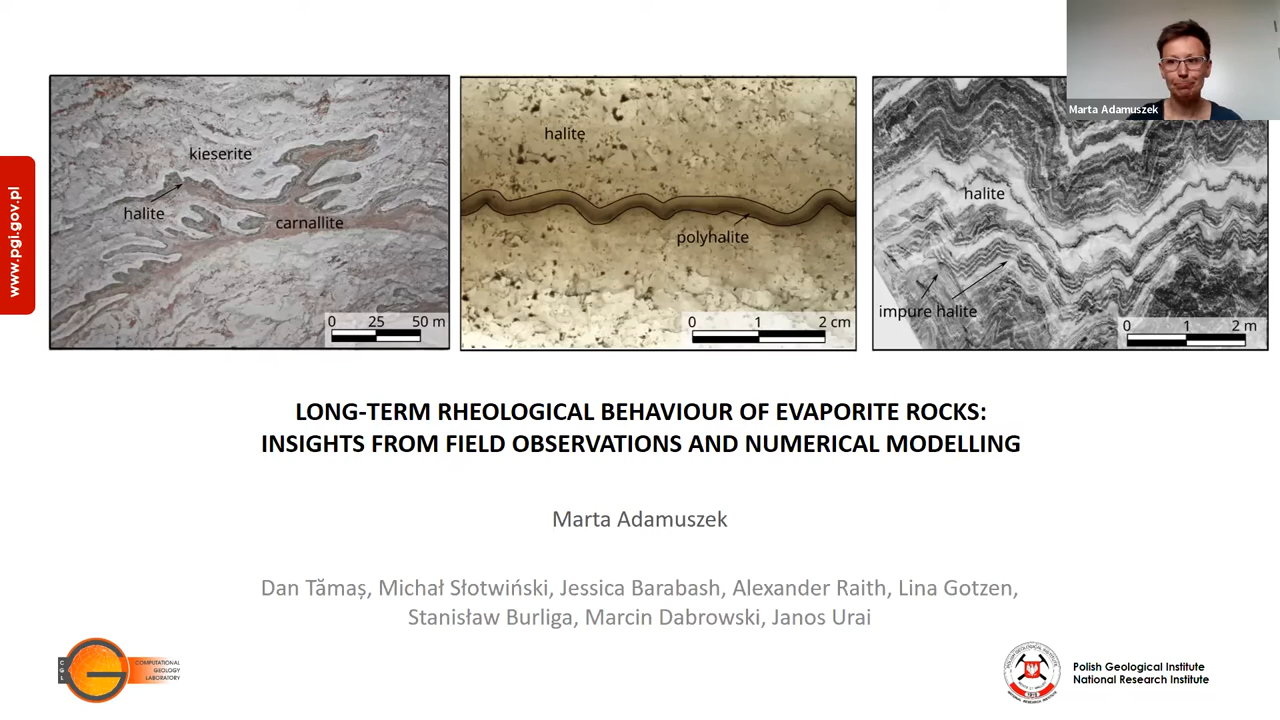 Marta Adamuszek
www.pgi.gov.pl
kieserite
halite
carnallite
0 25 50 m
halite
polyhalite
0 1 2 cm
halite
impure halite
0 1 2 m
LONG-TERM RHEOLOGICAL BEHAVIOUR OF EVAPORITE ROCKS:
INSIGHTS FROM FIELD OBSERVATIONS AND NUMERICAL MODELLING
Marta Adamuszek
Dan Tămaș, Michał Słotwiński, Jessica Barabash, Alexander Raith, Lina Gotzen,
Stanisław Burliga, Marcin Dabrowski, Janos Urai
CGL
COMPUTATIONAL
GEOLOGY
LABORATORY
Polish Geological Institute
National Research Institute